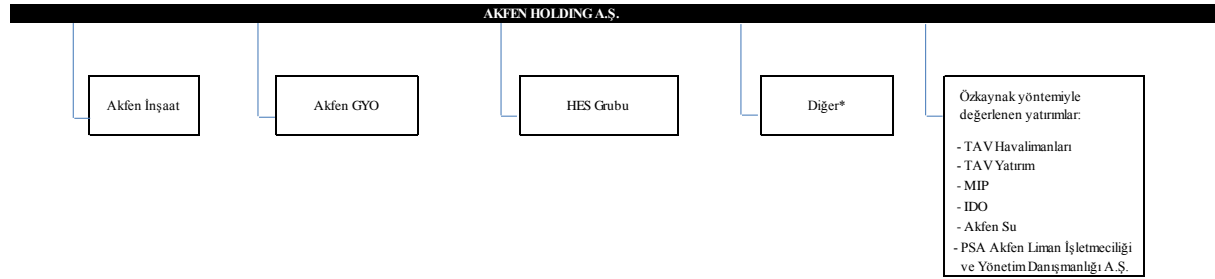 AKFEN HOLDING A.Ş.
Akfen İnşaat
Akfen GYO
HES Grubu
Diğer*
Özkaynak yöntemiyle
değerlenen yatırımlar:
- TAV Havalimanları
- TAV Yatırım
- MIP
- IDO
- Akfen Su
- PSA Akfen Liman İşletmeciliği
ve Yönetim Danışmanlığı A.Ş.